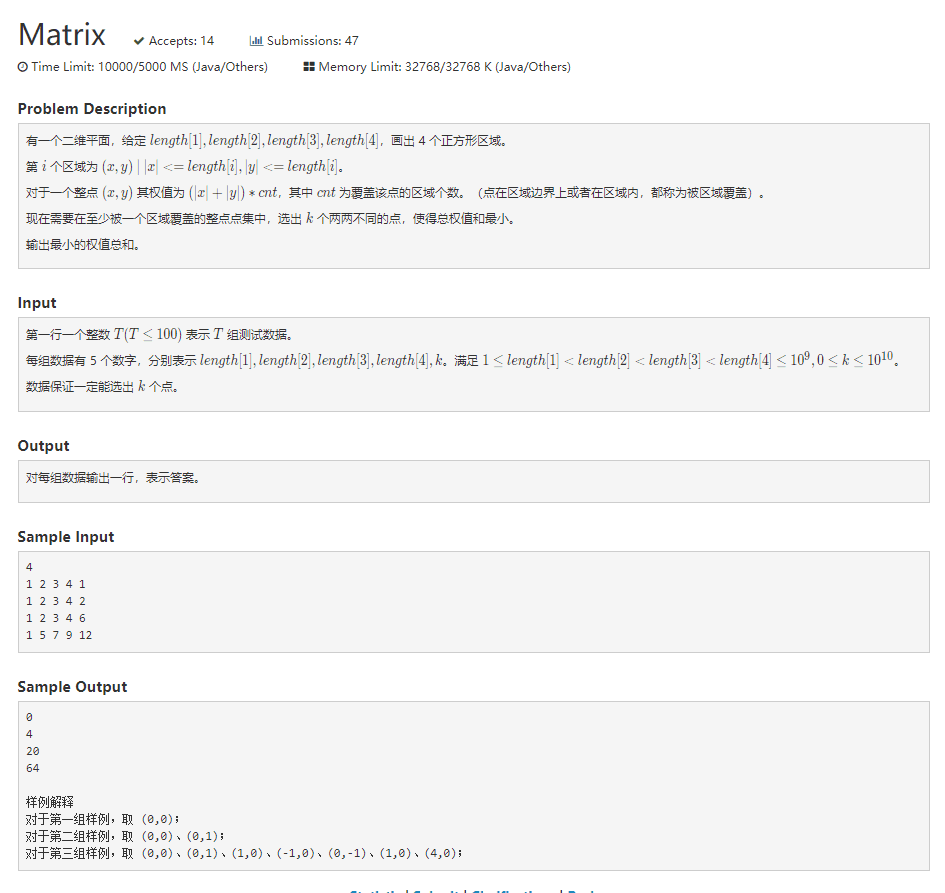 Matrix Accepts: 14 Submissions: 47
Time Limit: 10000/5000 MS (Java/Others) Memory Limit: 32768/32768 K (Java/Others)
Problem Description
有一个二维平面，给定 length[1], length[2], length[3], length[4]，画出 4 个正方形区域。
第 i 个区域为 (x, y) | |x| <= length[i], |y| <= length[i]。
对于一个整点 (x, y) 其权值为 (|x| + |y|) * cnt，其中 cnt 为覆盖该点的区域个数。（点在区域边界上或者在区域内，都称为被区域覆盖）。
现在需要在至少被一个区域覆盖的整点点集中，选出 k 个两两不同的点，使得总权值和最小。
输出最小的权值总和。
Input
第一行一个整数 T(T ≤ 100) 表示 T 组测试数据。
每组数据有 5 个数字，分别表示 length[1], length[2], length[3], length[4], k。满足 1 ≤ length[1] < length[2] < length[3] < length[4] ≤ 10^9, 0 ≤ k ≤ 10^10。
数据保证一定能选出 k 个点。
Output
对每组数据输出一行，表示答案。
Sample Input
4
1 2 3 4 1
1 2 3 4 2
1 2 3 4 6
1 5 7 9 12
Sample Output
0
4
20
64
样例解释
对于第一组样例，取 (0,0)；
对于第二组样例，取 (0,0)、(0,1)；
对于第三组样例，取 (0,0)、(0,1)、(1,0)、(-1,0)、(0,-1)、(1,0)、(4,0)；